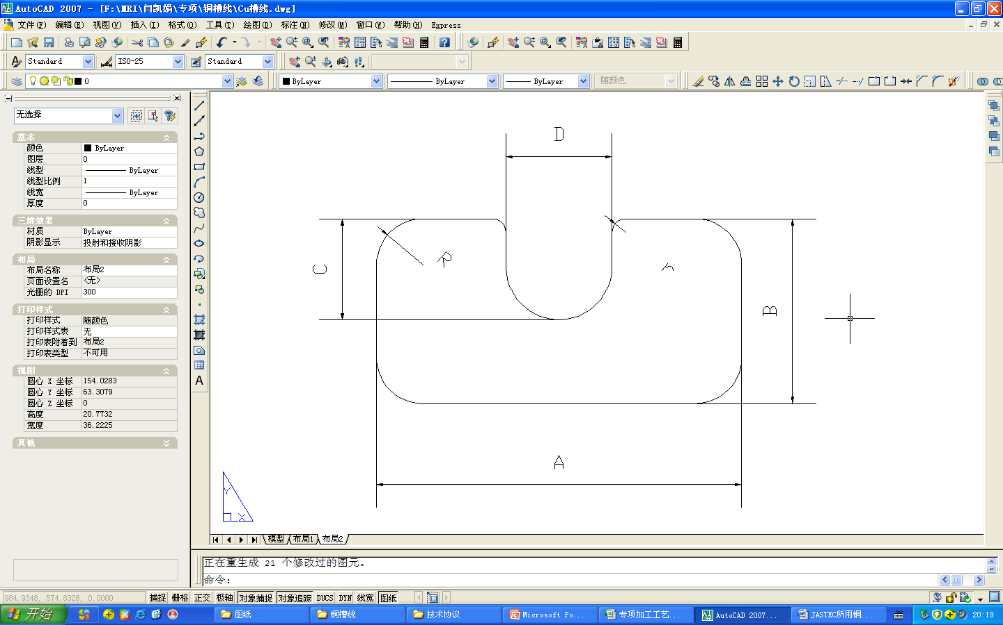 AutoCAD 2007 - [F:\MRI\闫凯娟\专项\铜槽线\Cu槽线.dwg]
文件(F) 编辑(E) 视图(V) 插入(I) 格式(O) 工具(T) 绘图(D) 标注(N) 修改(M) 窗口(W) 帮助(H) Express
Standard ISO-25 Standard
0 ByLayer ByLayer ByLayer 随颜色
无选择
基本
颜色 ByLayer
图层 0
线型 ByLayer
线型比例 1
线宽 ByLayer
厚度 0
三维效果
材质 ByLayer
阴影显示 投射和接收阴影
布局
布局名称 布局2
页面设置名 <无>
光栅的 DPI 300
打印样式
打印样式 随颜色
打印样式表 无
打印表附着到 布局2
打印表类型 不可用
视图
圆心 X 坐标 154.0283
圆心 Y 坐标 63.3079
圆心 Z 坐标 0
高度 20.7732
宽度 36.2225
其他
D
C
R
r
B
A
Y
X
模型 布局1 布局2
正在重生成 21 个修改过的图元。
命令:
564.9348, 574.8328, 0.0000 捕捉 栅格 正交 极轴 对象捕捉 对象追踪 DUCS DYN 线宽 图纸
开始 图纸 铜槽线 技术协议 Microsoft Po... 专项加工工艺... AutoCAD 2007... JASTEC所用铜 20:19